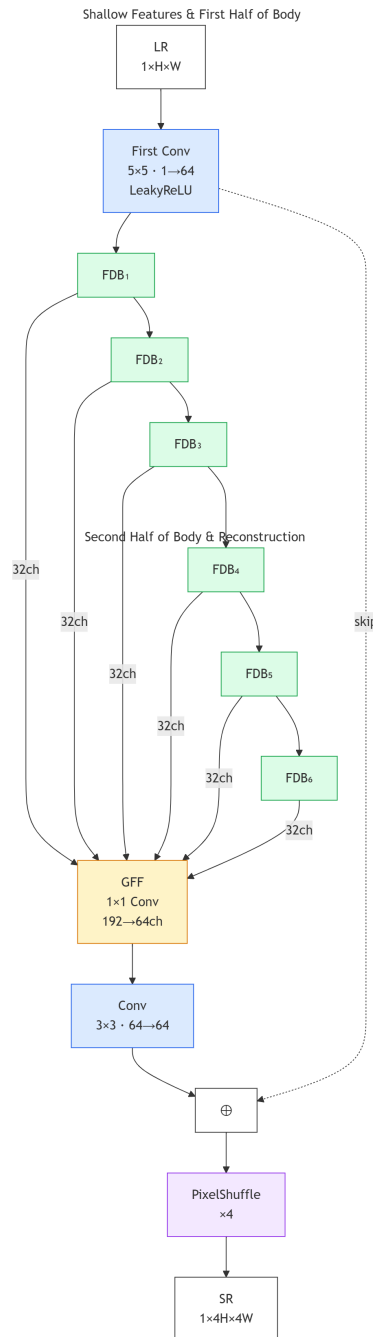 Shallow Features & First Half of Body
LR
1×H×W
First Conv
5×5 · 1→64
LeakyReLU
FDB₁
FDB₂
FDB₃
Second Half of Body & Reconstruction
FDB₄
32ch
32ch
skip
FDB₅
32ch
32ch
32ch
FDB₆
32ch
GFF
1×1 Conv
192→64ch
Conv
3×3 · 64→64
⊕
PixelShuffle
×4
SR
1×4H×4W